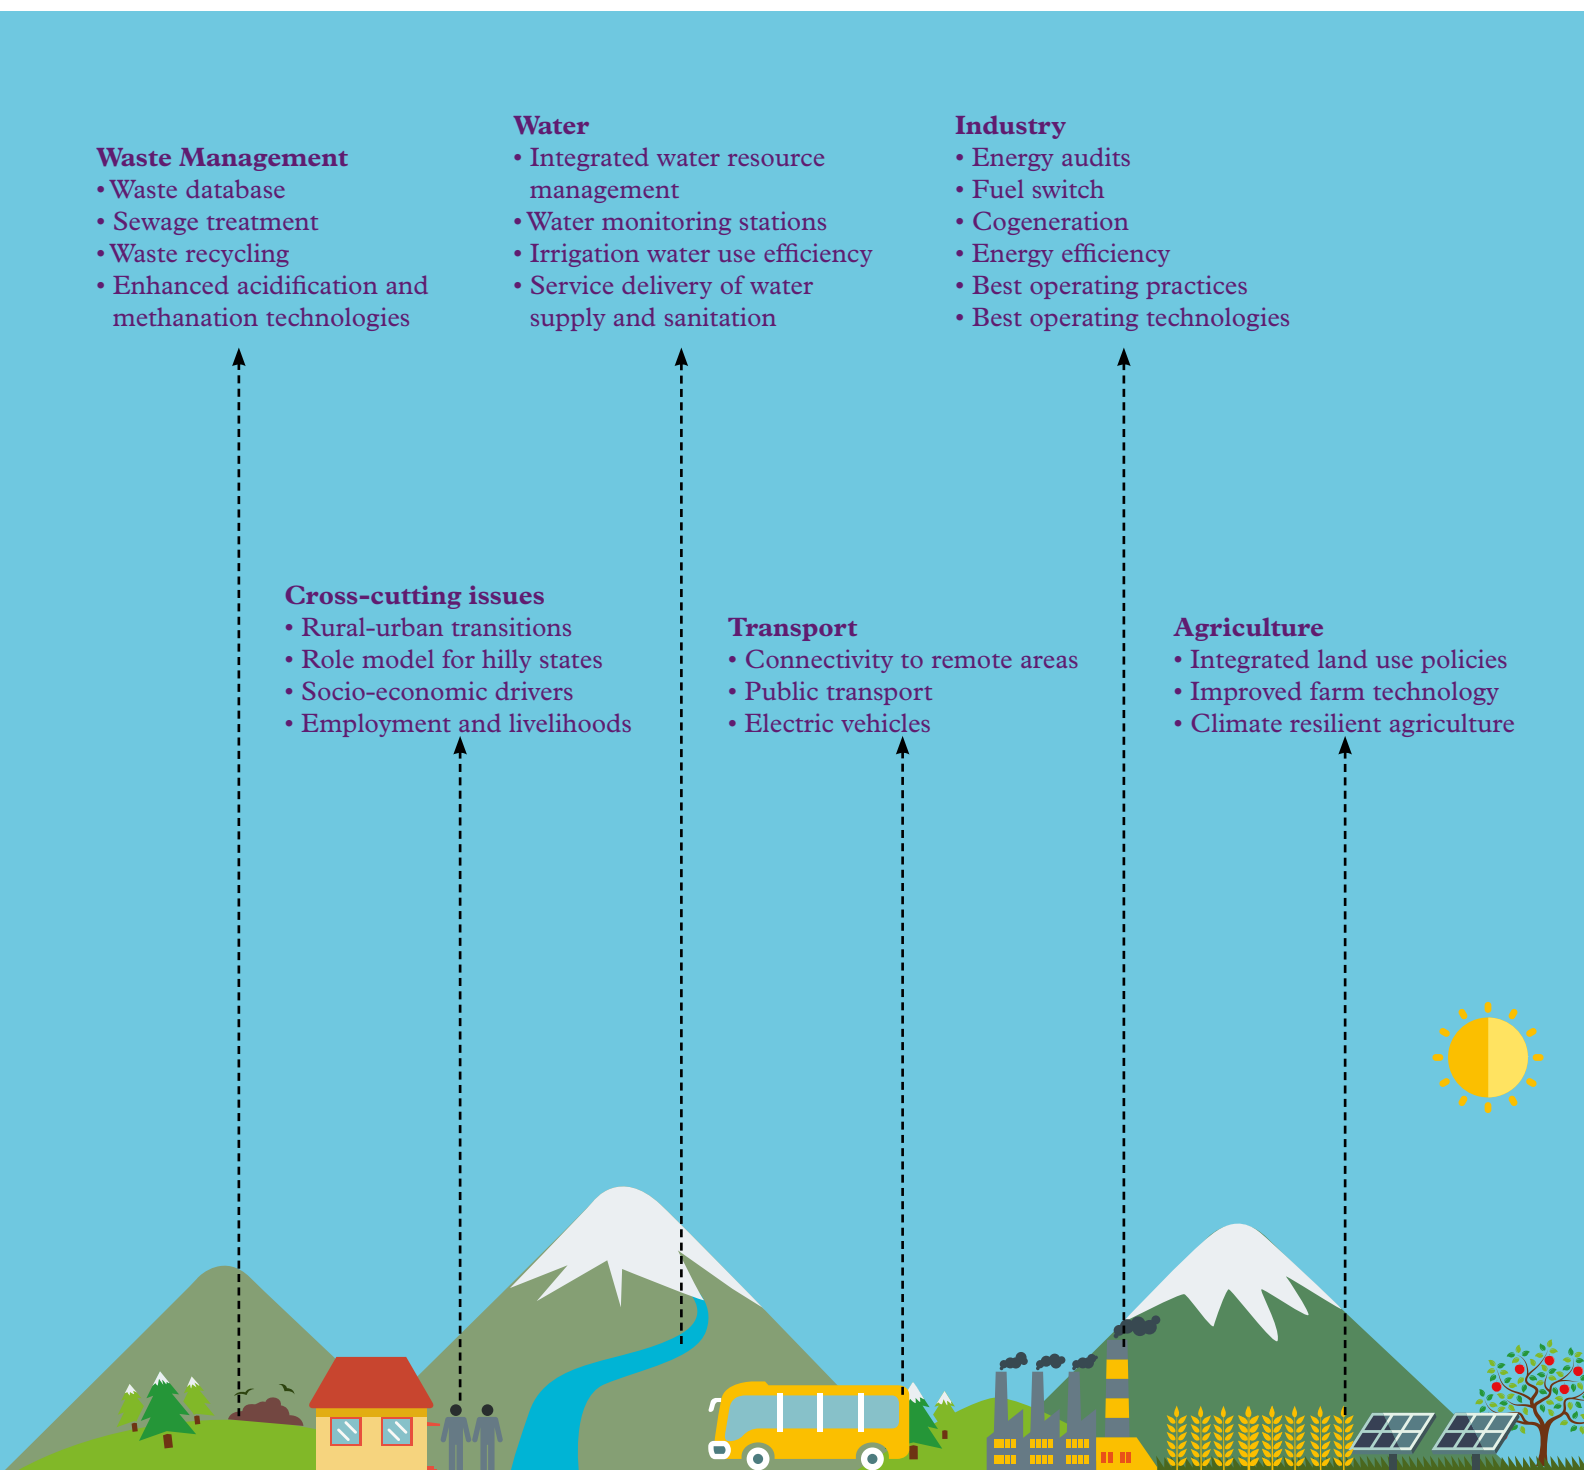 Waste Management
• Waste database
• Sewage treatment
• Waste recycling
• Enhanced acidification and
methanation technologies
Water
• Integrated water resource
management
• Water monitoring stations
• Irrigation water use efficiency
• Service delivery of water
supply and sanitation
Industry
• Energy audits
• Fuel switch
• Cogeneration
• Energy efficiency
• Best operating practices
• Best operating technologies
Cross-cutting issues
• Rural-urban transitions
• Role model for hilly states
• Socio-economic drivers
• Employment and livelihoods
Transport
• Connectivity to remote areas
• Public transport
• Electric vehicles
Agriculture
• Integrated land use policies
• Improved farm technology
• Climate resilient agriculture